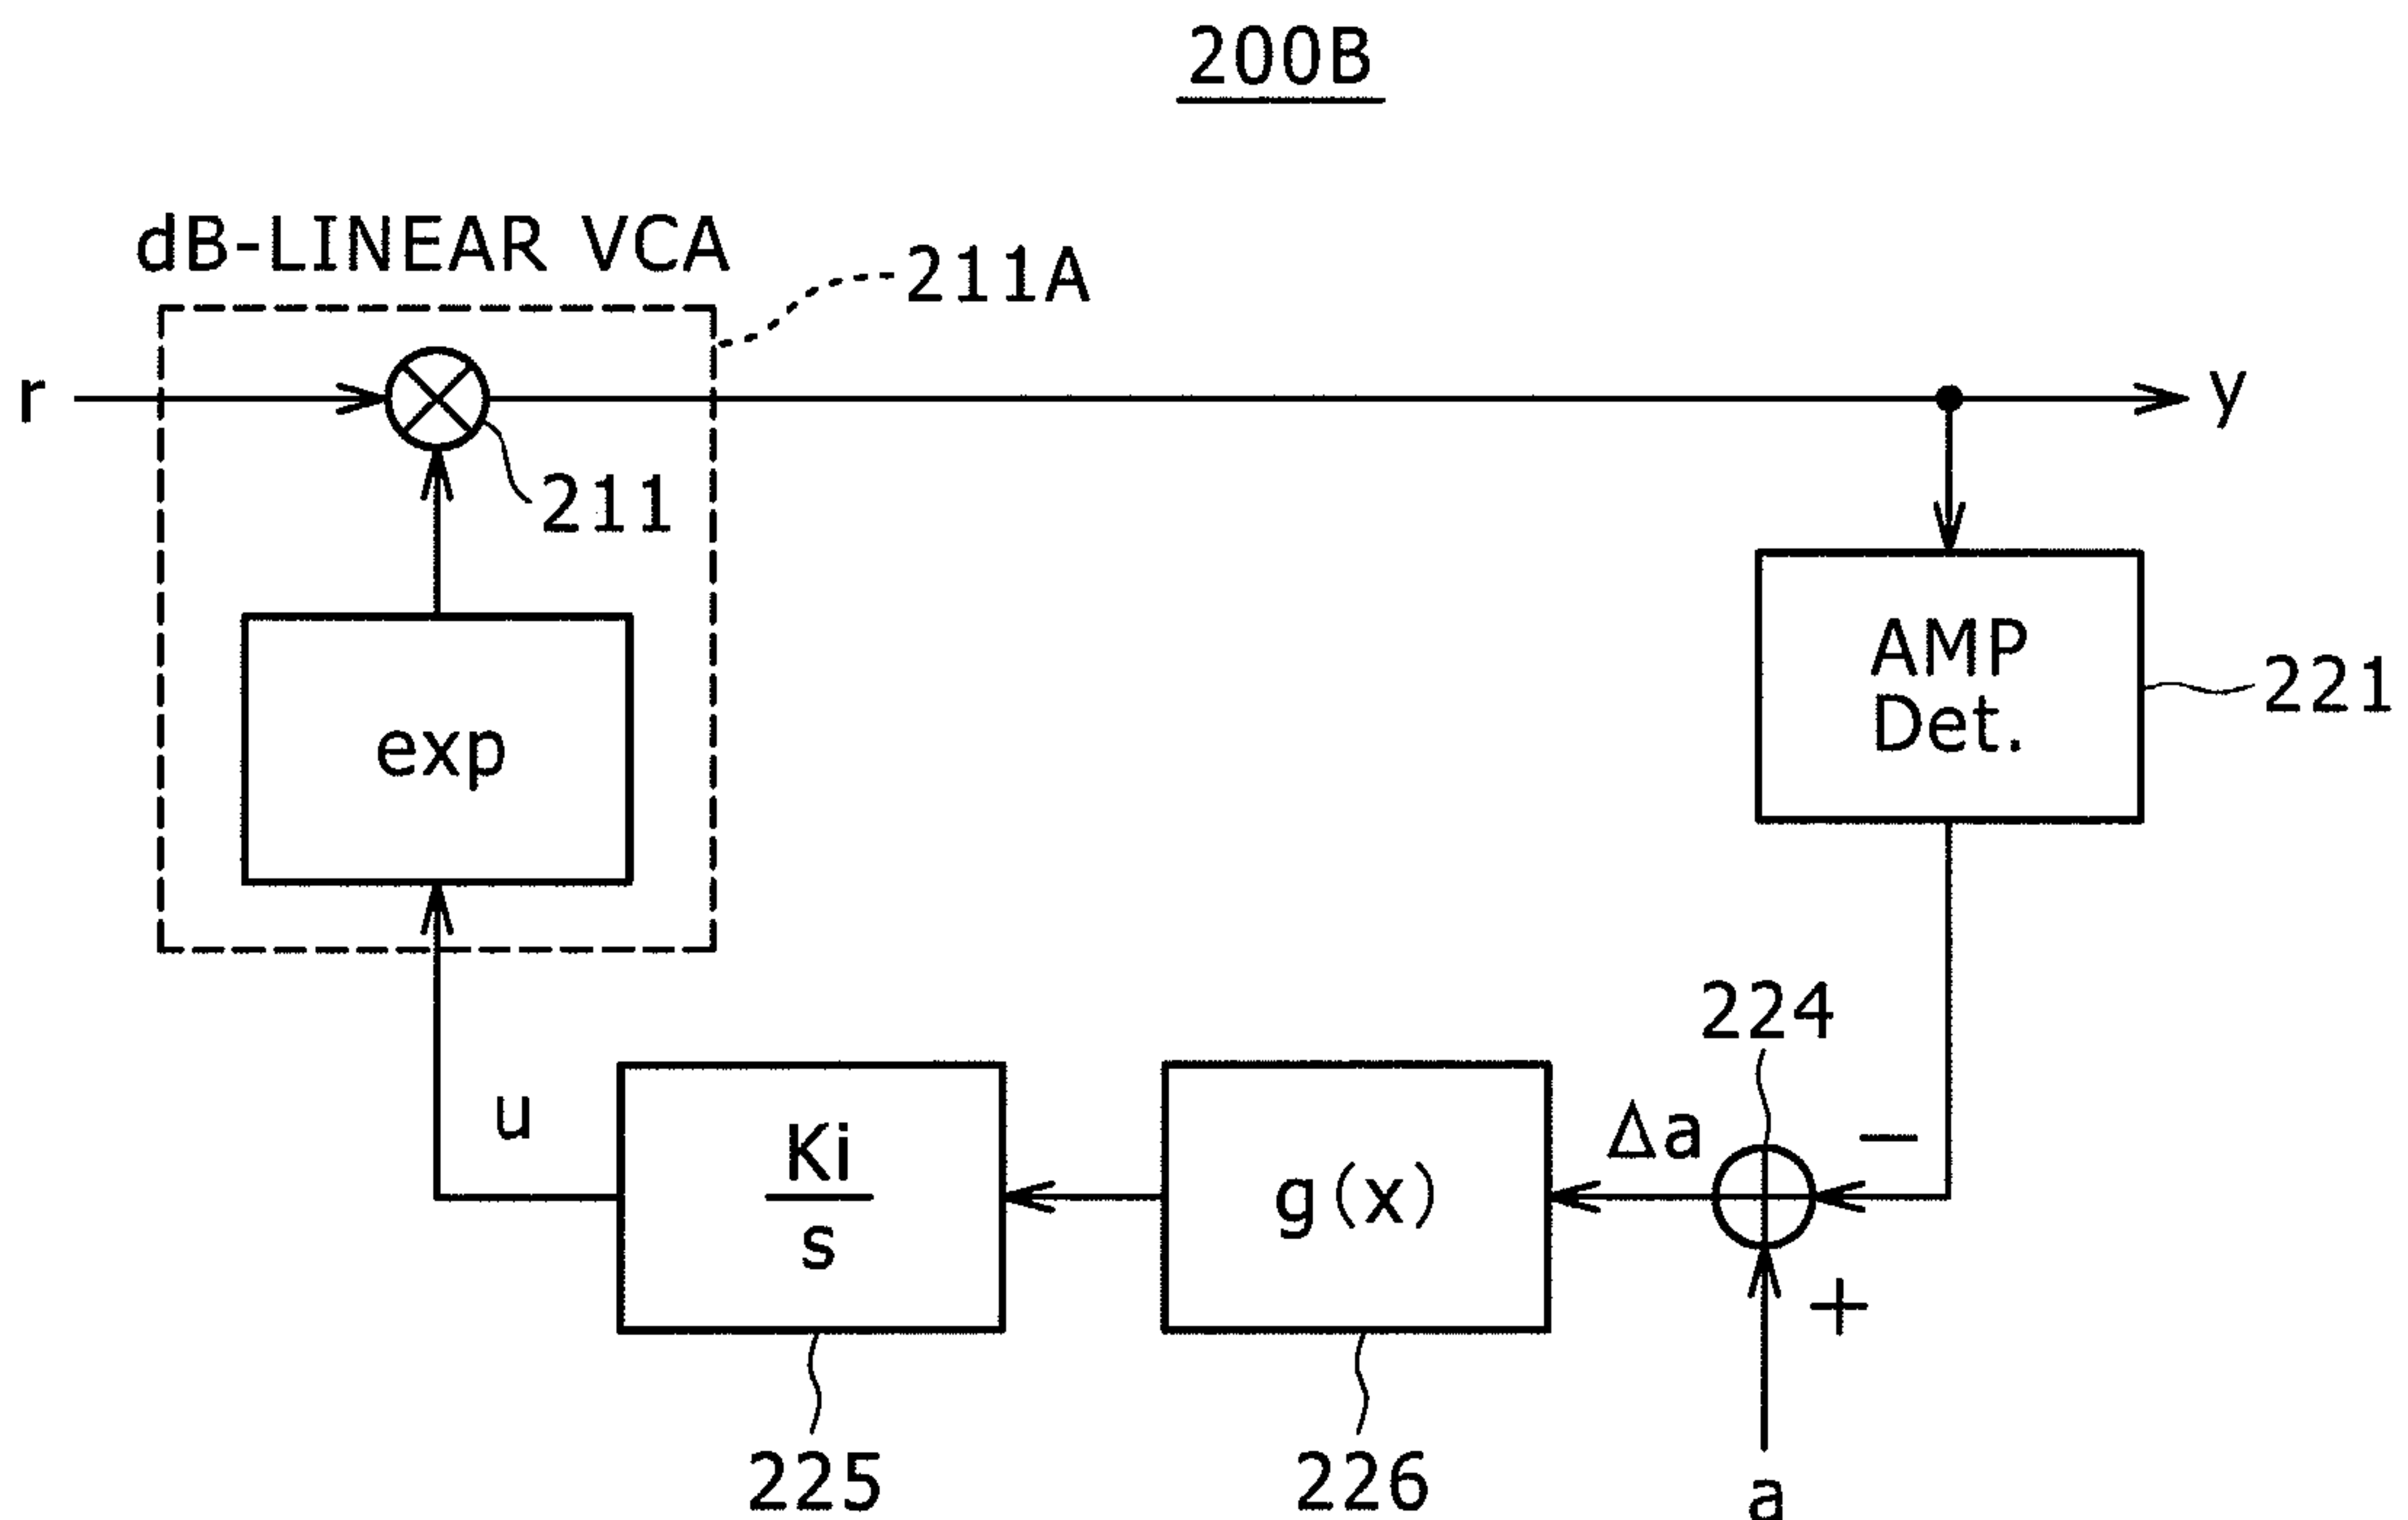 200B
dB-LINEAR VCA
211A
r
y
211
exp
AMP
Det.
221
224
u
Ki
s
g(x)
Δa
−
+
225
226
a